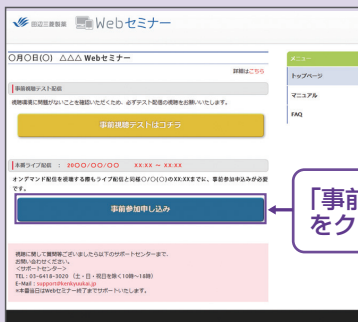 田辺三菱製薬 Webセミナー
〇月〇日(〇) △△△ Webセミナー
詳細はこちら
事前視聴テスト配信
視聴環境に問題がないことを確認いただくため、必ずテスト配信の視聴をお願いいたします。
事前視聴テストはコチラ
本番ライブ配信 : 20〇〇/〇〇/〇〇 XX:XX ～ XX:XX
オンデマンド配信を視聴する際もライブ配信と同様〇/〇(〇)のXX:XXまでに、事前参加申込みが必要
です。
事前参加申し込み
視聴に関して質問等ございましたら以下のサポートセンターまで、
お問い合わせください。
<サポートセンター>
TEL：03-6418-3020 （土・日・祝日を除く10時～18時）
E-Mail：support@kenkyuukai.jp
※本番当日はWebセミナー終了までサポートいたします。
メニュー
トップページ
マニュアル
FAQ
「事前
をク